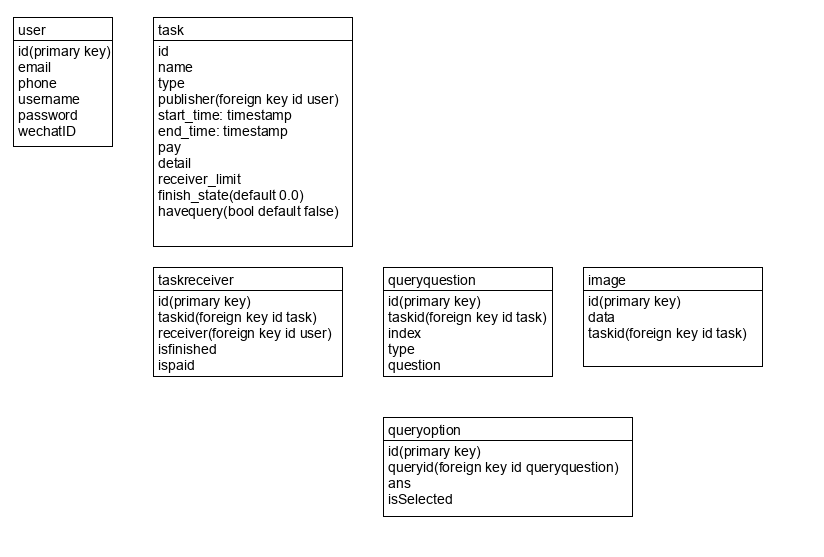 user
id(primary key)
email
phone
username
password
wechatID
task
id
name
type
publisher(foreign key id user)
start_time: timestamp
end_time: timestamp
pay
detail
receiver_limit
finish_state(default 0.0)
havequery(bool default false)
taskreceiver
id(primary key)
taskid(foreign key id task)
receiver(foreign key id user)
isfinished
ispaid
queryquestion
id(primary key)
taskid(foreign key id task)
index
type
question
image
id(primary key)
data
taskid(foreign key id task)
queryoption
id(primary key)
queryid(foreign key id queryquestion)
ans
isSelected